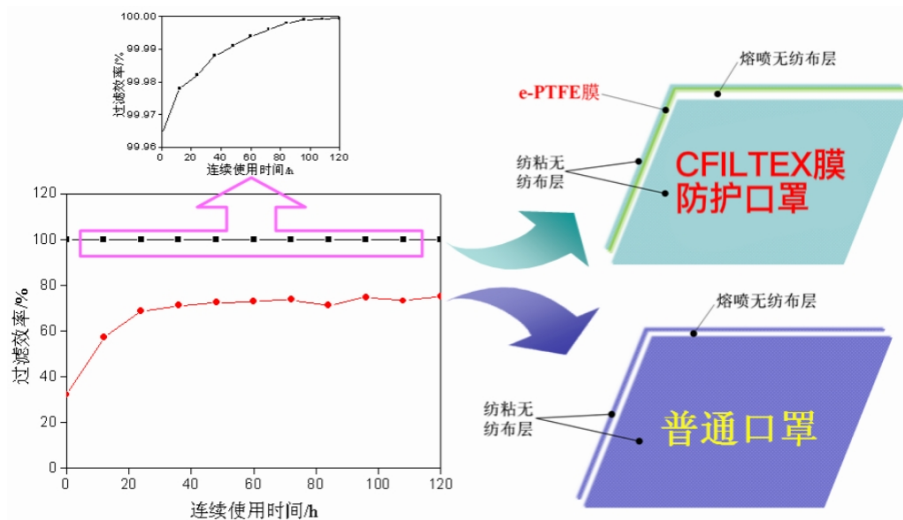 100.00
99.99
99.98
99.97
99.96
过滤效率/%
0 20 40 60 80 100 120
连续使用时间/h
120
100
80
60
40
20
0
过滤效率/%
0 20 40 60 80 100 120
连续使用时间/h
熔喷无纺布层
e-PTFE膜
纺粘无
纺布层
CFILTEX膜
防护口罩
熔喷无纺布层
纺粘无
纺布层
普通口罩